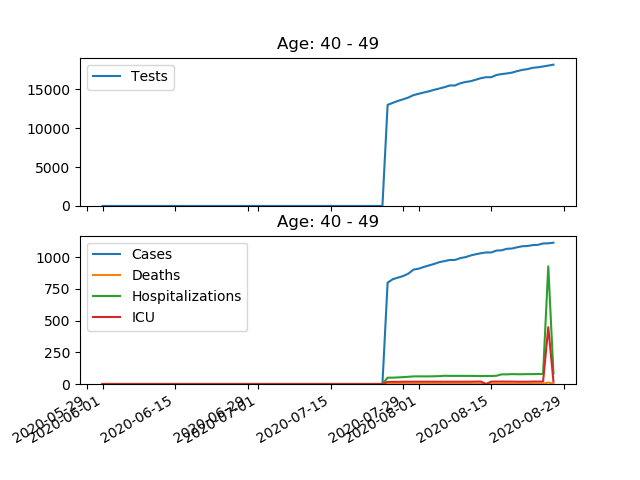 Age: 40 - 49
Tests
15000
10000
5000
0
Age: 40 - 49
Cases
Deaths
Hospitalizations
ICU
1000
750
500
250
0
2020-05-29
2020-06-01
2020-06-15
2020-06-29
2020-07-01
2020-07-15
2020-07-29
2020-08-01
2020-08-15
2020-08-29